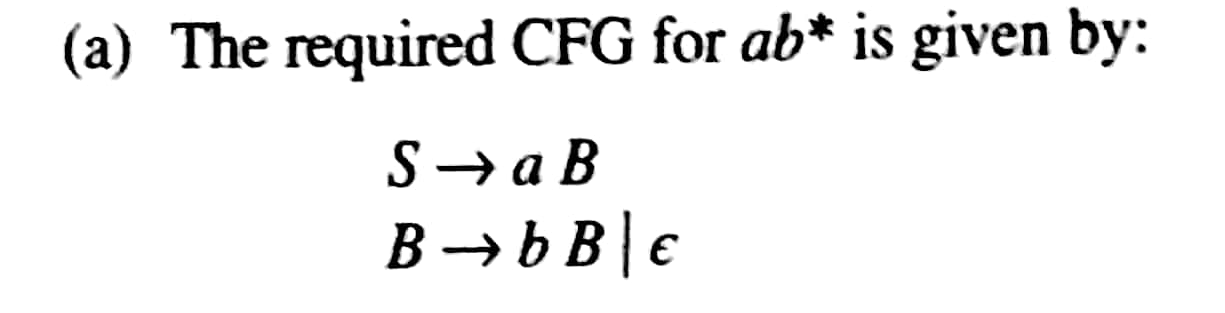 (a) The required CFG for ab* is given by:
S → a B
B → b B | ϵ